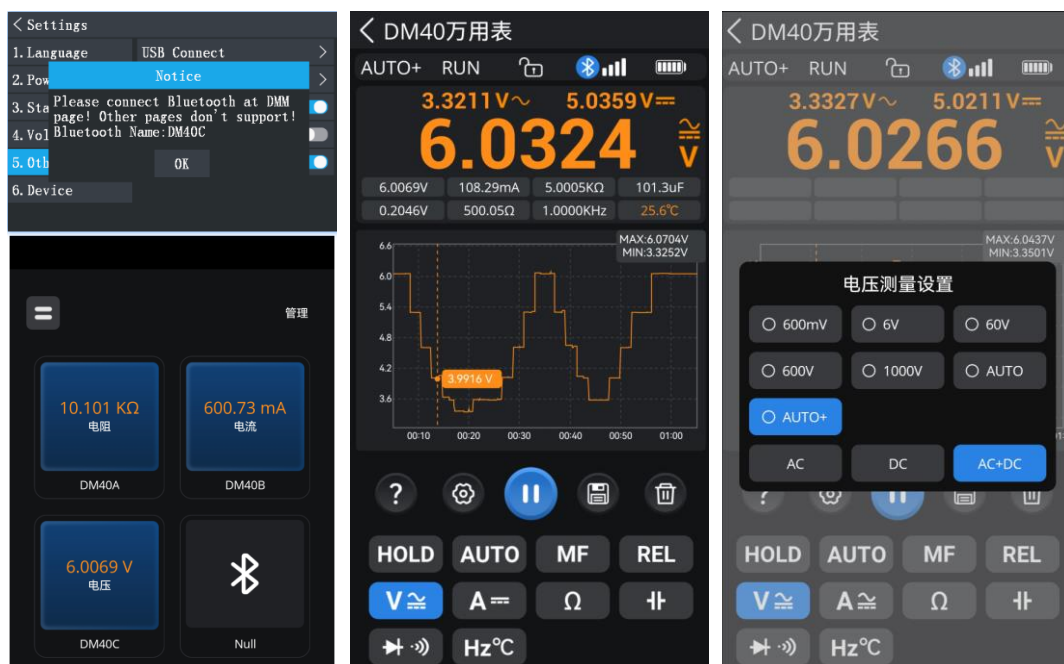 Settings
1.Language
USB Connect
2.Pow
Notice
3.Sta
Please connect Bluetooth at DMM
page! Other pages don't support!
4.Vol
Bluetooth Name:DM40C
5.Oth
OK
6.Device
管理
10.101 KΩ
电阻
DM40A
600.73 mA
电流
DM40B
6.0069 V
电压
DM40C
Null
DM40万用表
AUTO+ RUN
3.3211V 5.0359V
6.0324 V
6.0069V 108.29mA 5.0005KΩ 101.3uF
0.2046V 500.05Ω 1.0000KHz 25.6℃
MAX:6.0704V
MIN:3.3252V
6.6
6.0
5.4
4.8
4.2
3.6
3.9916 V
00:10 00:20 00:30 00:40 00:50 01:00
?
HOLD AUTO MF REL
V A Ω
Hz℃
DM40万用表
AUTO+ RUN
3.3327V 5.0211V
6.0266 V
MAX:6.0437V
MIN:3.3501V
电压测量设置
600mV 6V 60V
600V 1000V AUTO
AUTO+
AC DC AC+DC
HOLD AUTO MF REL
V A Ω
Hz℃